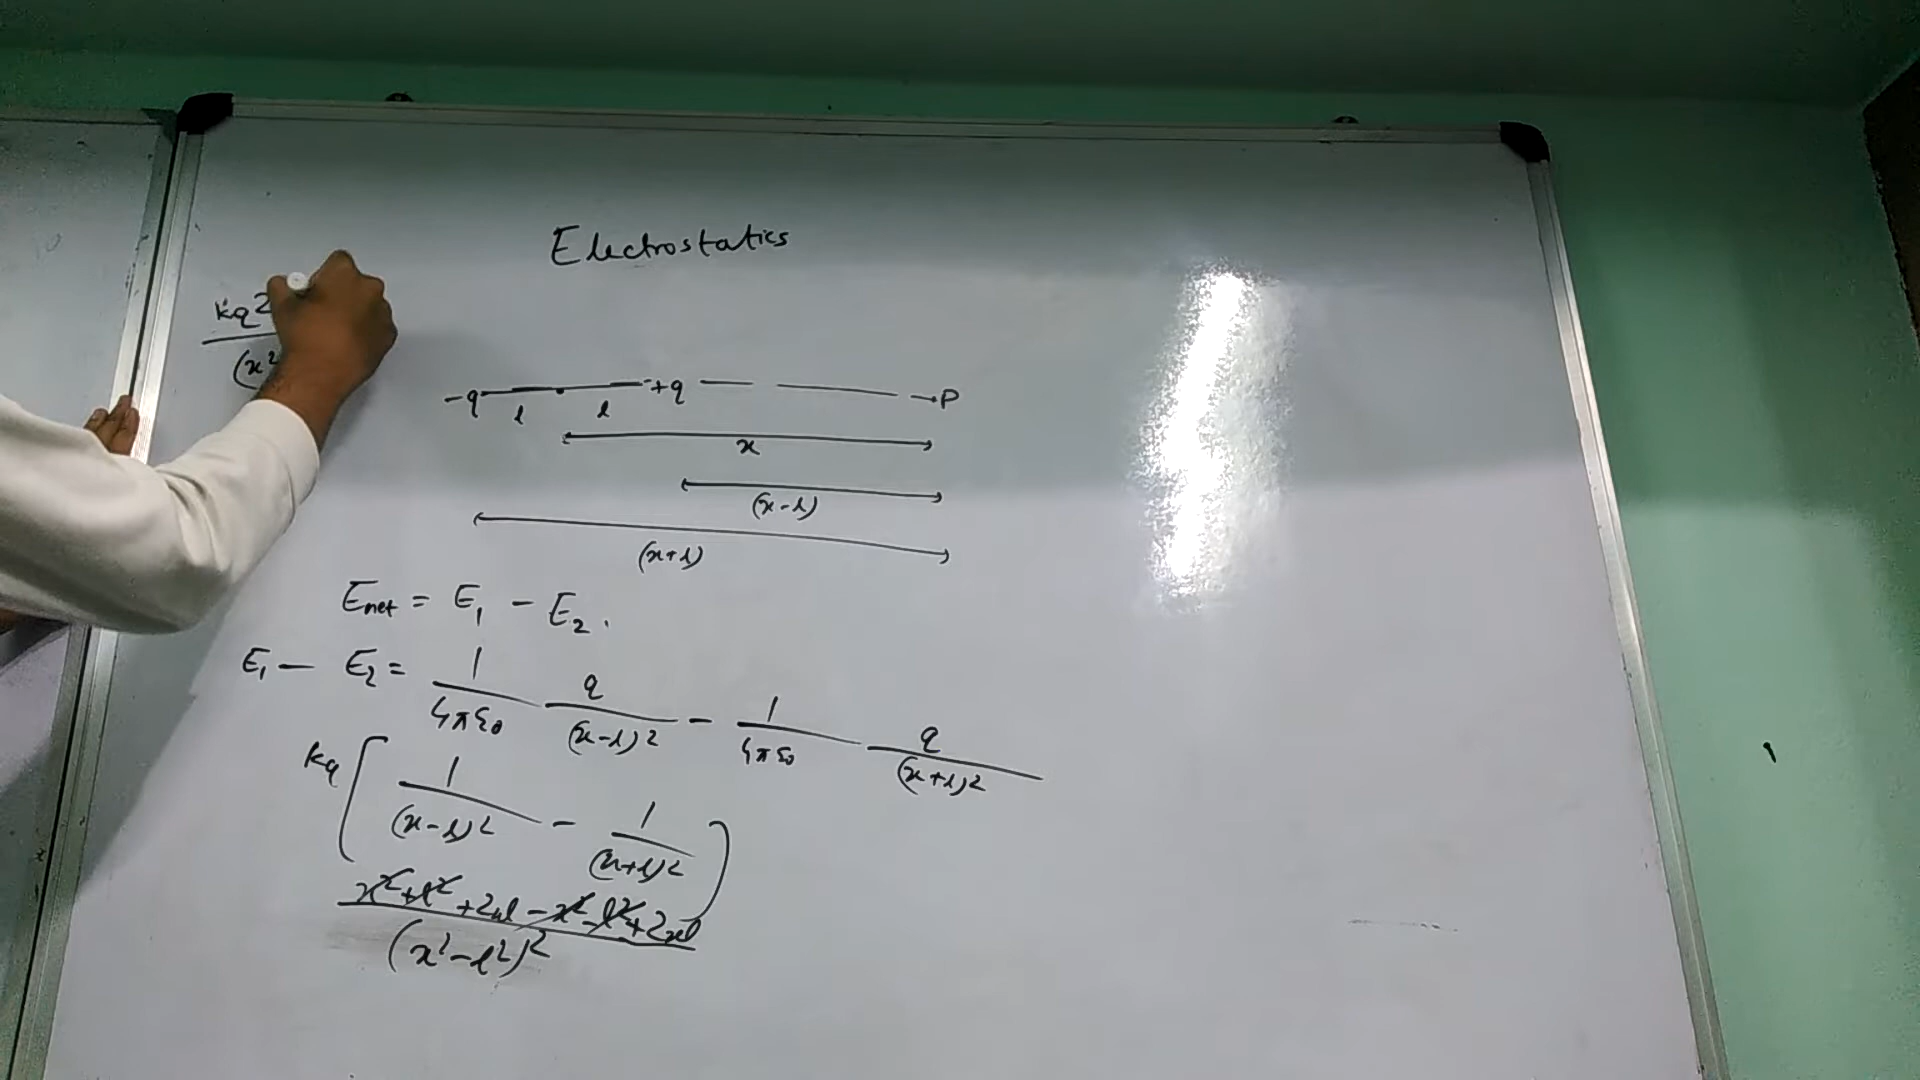 Electrostatics
kq2
(x2
-q l l +q P
x
(x-l)
(x+l)
Enet = E1 - E2.
E1 - E2 = 1/4πε0 q/(x-l)2 - 1/4πε0 q/(x+l)2
kq [ 1/(x-l)2 - 1/(x+l)2 ]
x2+l2+2xl-x2-l2+2xl
(x2-l2)2